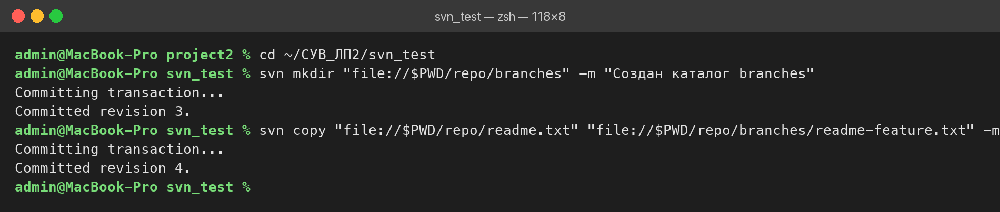 svn_test — zsh — 118×8
admin@MacBook-Pro project2 % cd ~/СУВ_ЛП2/svn_test
admin@MacBook-Pro svn_test % svn mkdir "file://$PWD/repo/branches" -m "Создан каталог branches"
Committing transaction...
Committed revision 3.
admin@MacBook-Pro svn_test % svn copy "file://$PWD/repo/readme.txt" "file://$PWD/repo/branches/readme-feature.txt" -m
Committing transaction...
Committed revision 4.
admin@MacBook-Pro svn_test %